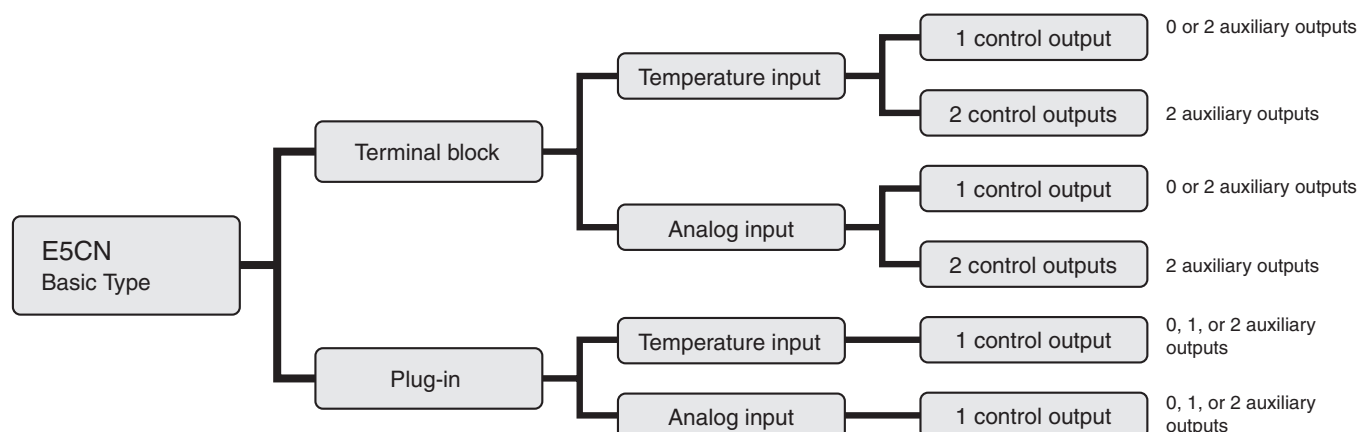 E5CN
Basic Type
Terminal block
Temperature input
1 control output
0 or 2 auxiliary outputs
2 control outputs
2 auxiliary outputs
Analog input
1 control output
0 or 2 auxiliary outputs
2 control outputs
2 auxiliary outputs
Plug-in
Temperature input
1 control output
0, 1, or 2 auxiliary
outputs
Analog input
1 control output
0, 1, or 2 auxiliary
outputs